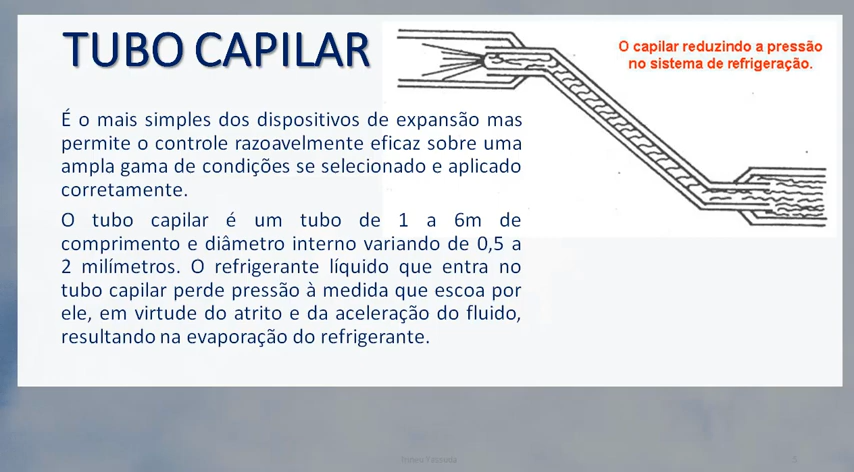 TUBO CAPILAR
O capilar reduzindo a pressão
no sistema de refrigeração.
É o mais simples dos dispositivos de expansão mas
permite o controle razoavelmente eficaz sobre uma
ampla gama de condições se selecionado e aplicado
corretamente.
O tubo capilar é um tubo de 1 a 6m de
comprimento e diâmetro interno variando de 0,5 a
2 milímetros. O refrigerante líquido que entra no
tubo capilar perde pressão à medida que escoa por
ele, em virtude do atrito e da aceleração do fluido,
resultando na evaporação do refrigerante.